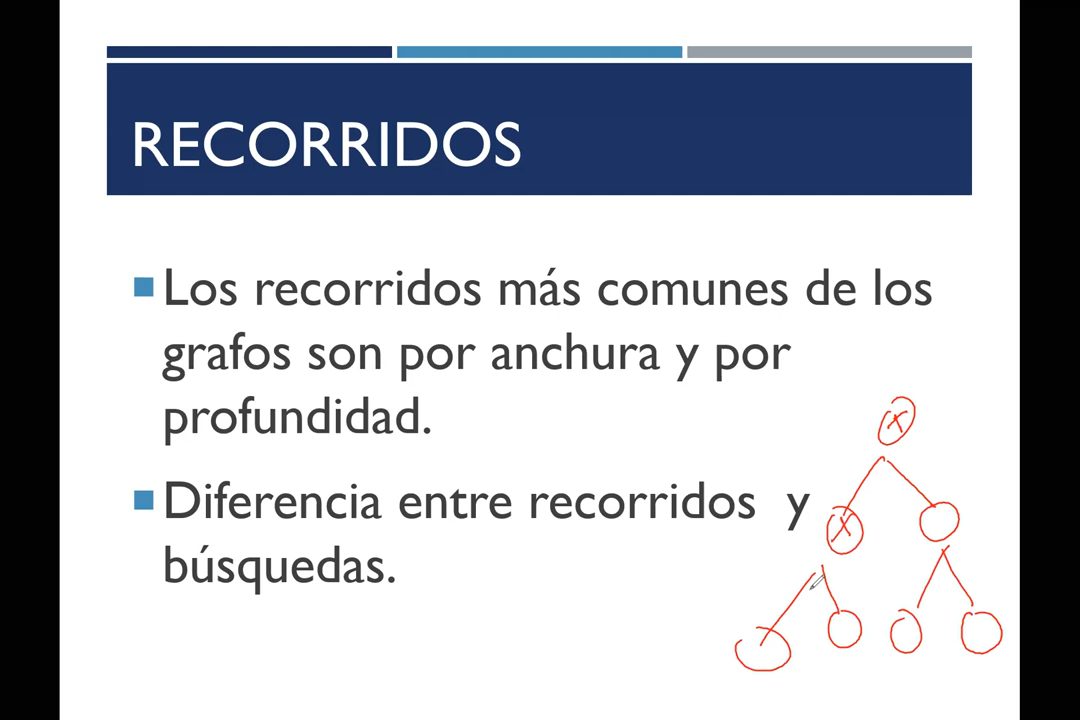 RECORRIDOS
Los recorridos más comunes de los
grafos son por anchura y por
profundidad.
Diferencia entre recorridos y
búsquedas.
x
x